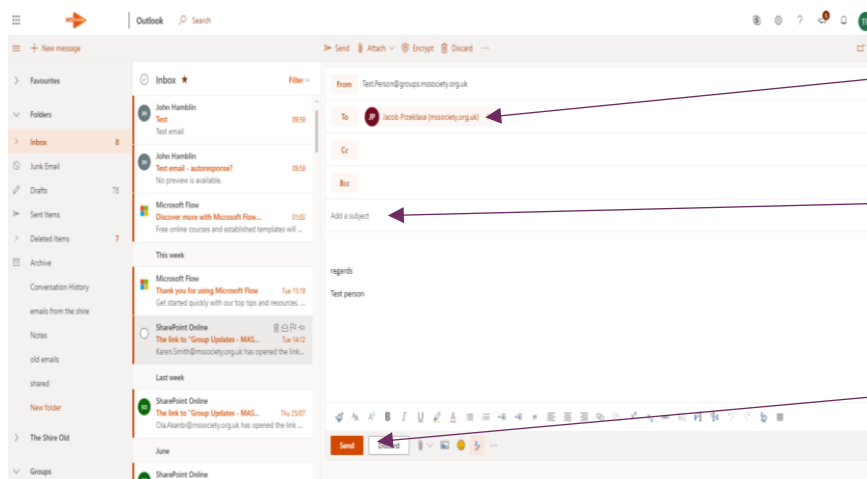 Outlook
Search
New message
Send Attach Encrypt Discard
Favourites
Folders
Inbox 8
Junk Email
Drafts 78
Sent Items
Deleted Items 7
Archive
Conversation History
emails from the shire
Notes
old emails
shared
New folder
The Shire Old
Groups
Inbox ★ Filter
John Hamblin
Test 09:59
Test email
John Hamblin
Test email - autoresponse? 09:58
No preview is available.
Microsoft Flow
Discover more with Microsoft Flow... 01:03
Free online courses and established templates will ...
This week
Microsoft Flow
Thank you for using Microsoft Flow Tue 15:19
Get started quickly with our top tips and resources. ...
SharePoint Online
The link to "Group Updates - MAS... Tue 14:12
Karen.Smith@mssociety.org.uk has opened the link...
Last week
SO SharePoint Online
The link to "Group Updates - MAS... Thu 25/07
Ola.Akanbi@mssociety.org.uk has opened the link ...
June
SharePoint Online
From Test.Person@groups.mssociety.org.uk
To JP Jacob Przeklasa (mssociety.org.uk)
Cc
Bcc
Add a subject
regards
Test person
B I U
Send